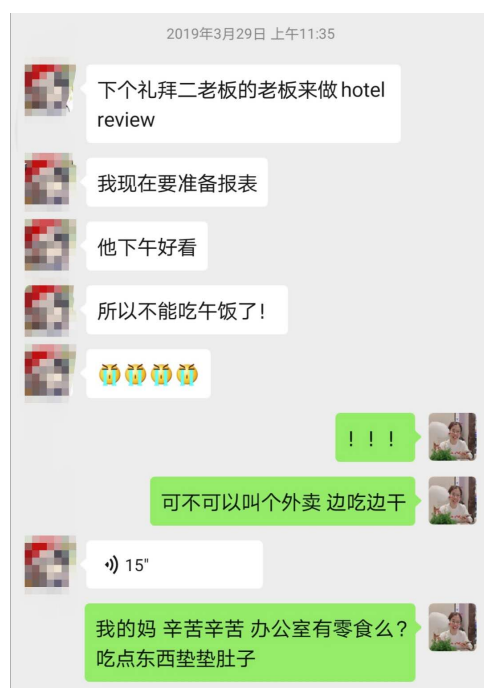 2019年3月29日 上午11:35
下个礼拜二老板的老板来做hotel
review
我现在要准备报表
他下午好看
所以不能吃午饭了!
！！！
可不可以叫个外卖 边吃边干
15"
我的妈 辛苦辛苦 办公室有零食么?
吃点东西垫垫肚子